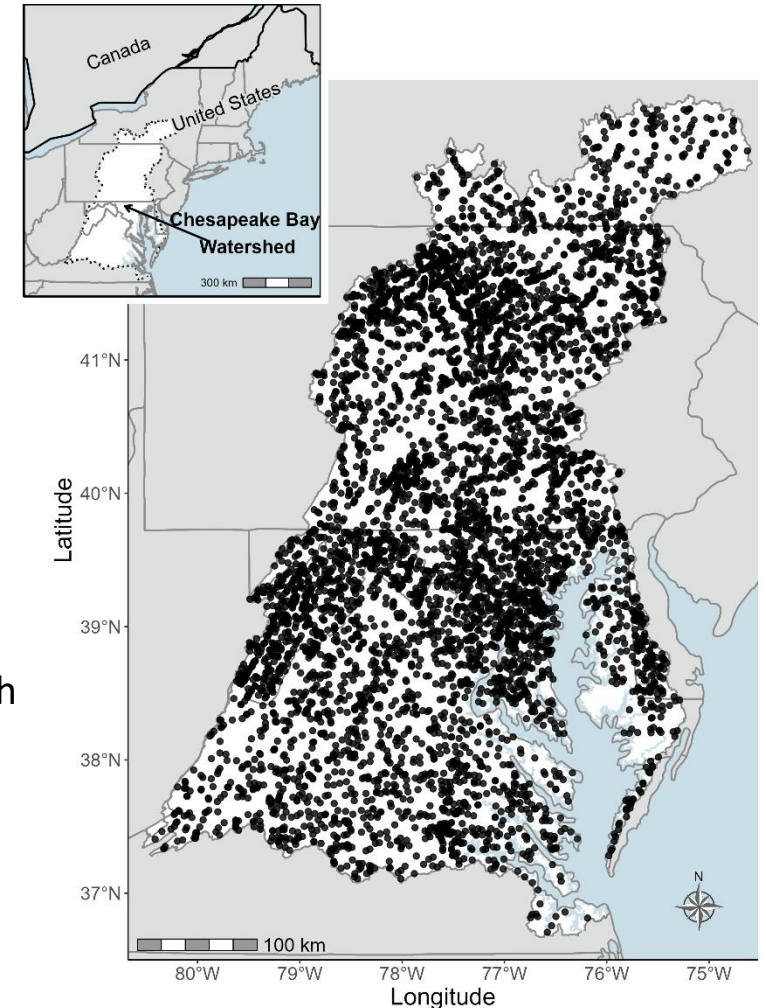 Canada
United States
Chesapeake Bay
Watershed
300 km
41°N
40°N
39°N
38°N
37°N
Latitude
h
N
100 km
80°W 79°W 78°W 77°W 76°W 75°W
Longitude